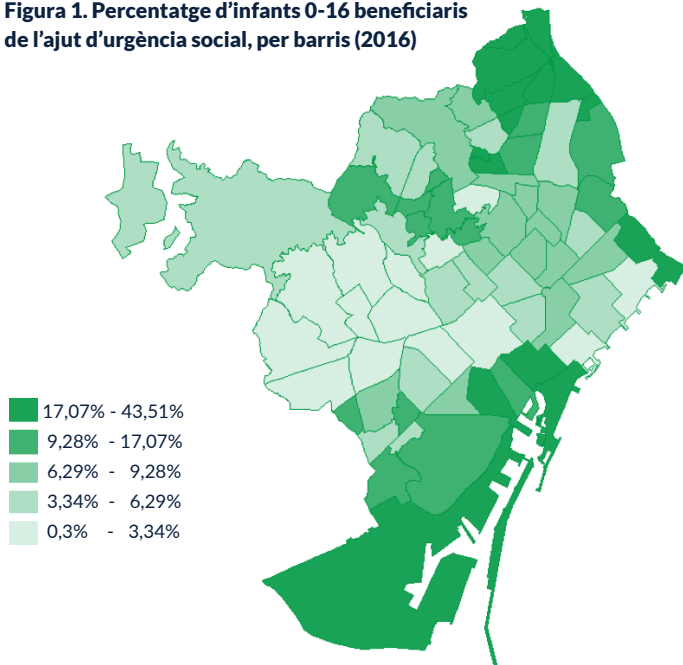 Figura 1. Percentatge d’infants 0-16 beneficiaris
de l’ajut d’urgència social, per barris (2016)
17,07% - 43,51%
9,28% - 17,07%
6,29% - 9,28%
3,34% - 6,29%
0,3% - 3,34%